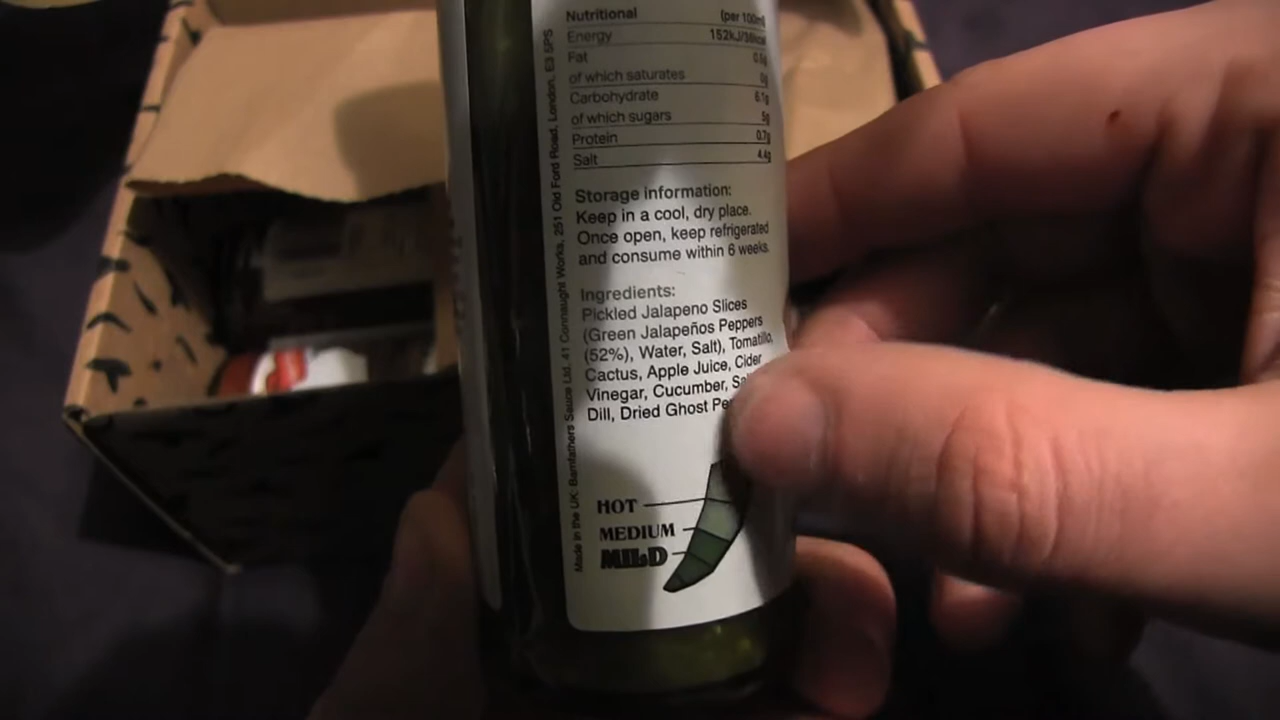 Nutritional (per 100ml)
Energy 152kJ/36kcal
Fat 0.5g
of which saturates 0g
Carbohydrate 6.1g
of which sugars 5g
Protein 0.7g
Salt 4.4g
Storage information:
Keep in a cool, dry place.
Once open, keep refrigerated
and consume within 6 weeks.
Ingredients:
Pickled Jalapeno Slices
(Green Jalapeños Peppers
(52%), Water, Salt), Tomatillo,
Cactus, Apple Juice, Cider
Vinegar, Cucumber,
Dill, Dried Ghost
HOT
MEDIUM
MILD
Made in the UK: Bamfathers Sauce Ltd. 41 Connaught Works, 251 Old Ford Road, London, E3 5PS